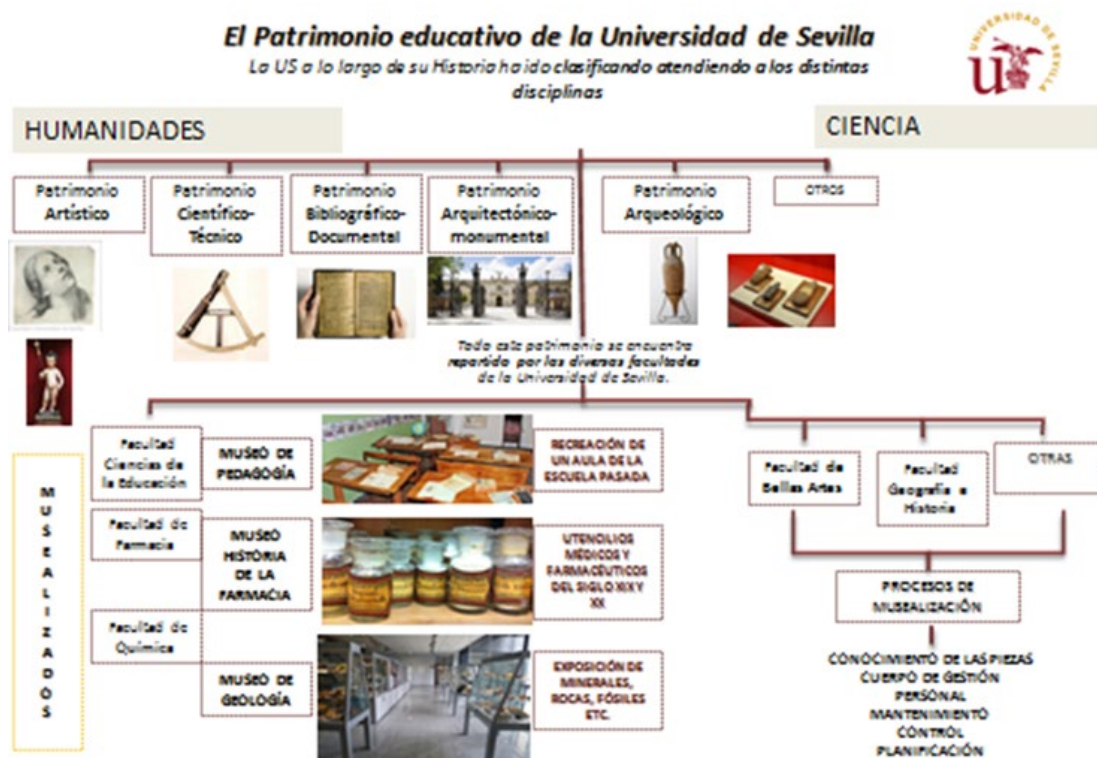 El Patrimonio educativo de la Universidad de Sevilla
La US a lo largo de su Historia ha ido clasificando atendiendo a los distintas
disciplinas
UNIVERSIDAD DE SEVILLA
HUMANIDADES
CIENCIA
Patrimonio
Artístico
Patrimonio
Científico-
Técnico
Patrimonio
Bibliográfico-
Documental
Patrimonio
Arquitectónico-
monumental
Patrimonio
Arqueológico
OTROS
Todo este patrimonio se encuentra
repartido por las diversas facultades
de la Universidad de Sevilla.
MUSEALIZADOS
Facultad
Ciencias de
la Educación
MUSEO DE
PEDAGOGÍA
RECREACIÓN DE
UN AULA DE LA
ESCUELA PASADA
Facultad de
Farmacia
MUSEO
HISTORIA
DE LA
FARMACIA
UTENCILIOS
MÉDICOS Y
FARMACÉUTICOS
DEL SIGLO XIX Y
XX
Facultad de
Química
MUSEO DE
GEOLOGÍA
EXPOSICIÓN DE
MINERALES,
ROCAS, FÓSILES
ETC.
Facultad de
Bellas Artes
Facultad
Geografía e
Historia
OTRAS
PROCESOS DE
MUSEALIZACIÓN
CONOCIMIENTO DE LAS PIEZAS
CUERPO DE GESTIÓN
PERSONAL
MANTENIMIENTO
CONTROL
PLANIFICACIÓN